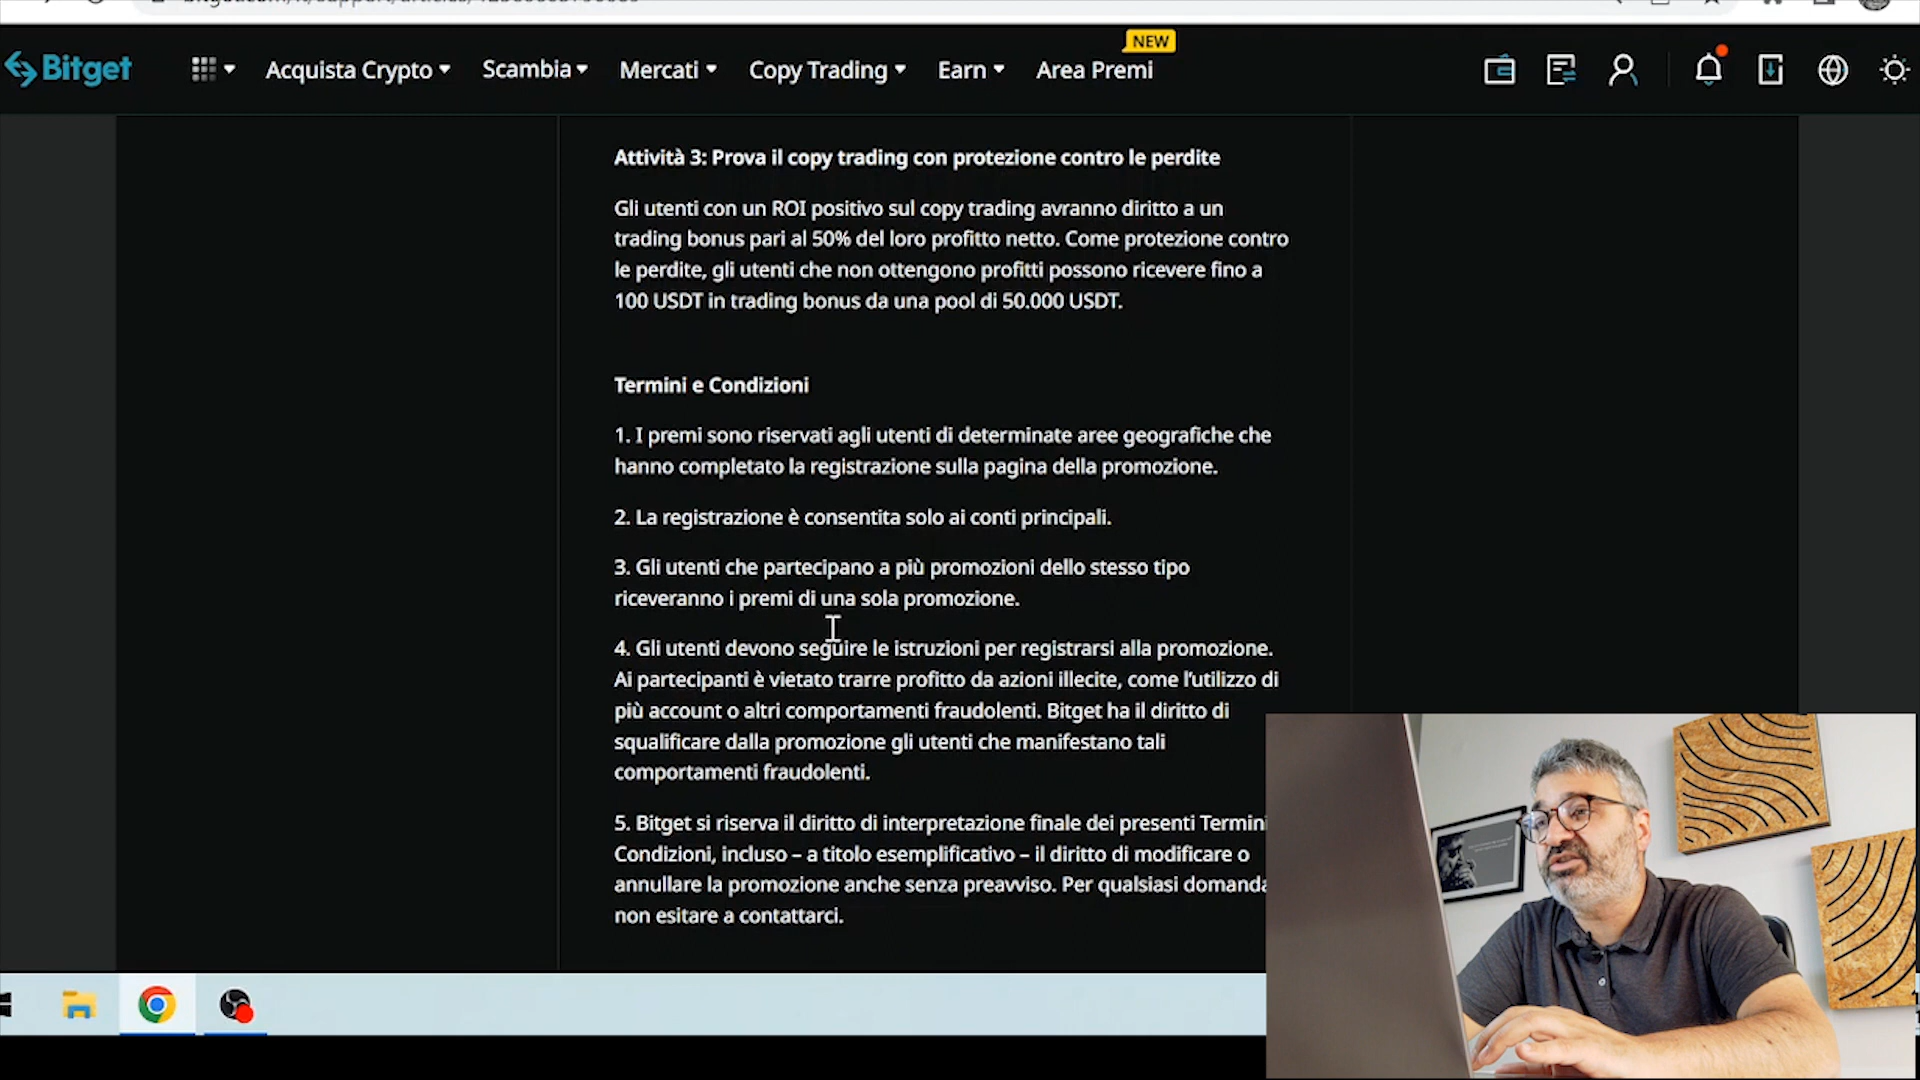 NEW
Bitget
Acquista Crypto
Scambia
Mercati
Copy Trading
Earn
Area Premi
Attività 3: Prova il copy trading con protezione contro le perdite
Gli utenti con un ROI positivo sul copy trading avranno diritto a un
trading bonus pari al 50% del loro profitto netto. Come protezione contro
le perdite, gli utenti che non ottengono profitti possono ricevere fino a
100 USDT in trading bonus da una pool di 50.000 USDT.
Termini e Condizioni
1. I premi sono riservati agli utenti di determinate aree geografiche che
hanno completato la registrazione sulla pagina della promozione.
2. La registrazione è consentita solo ai conti principali.
3. Gli utenti che partecipano a più promozioni dello stesso tipo
riceveranno i premi di una sola promozione.
4. Gli utenti devono seguire le istruzioni per registrarsi alla promozione.
Ai partecipanti è vietato trarre profitto da azioni illecite, come l'utilizzo di
più account o altri comportamenti fraudolenti. Bitget ha il diritto di
squalificare dalla promozione gli utenti che manifestano tali
comportamenti fraudolenti.
5. Bitget si riserva il diritto di interpretazione finale dei presenti Termini
Condizioni, incluso – a titolo esemplificativo – il diritto di modificare o
annullare la promozione anche senza preavviso. Per qualsiasi domanda
non esitare a contattarci.